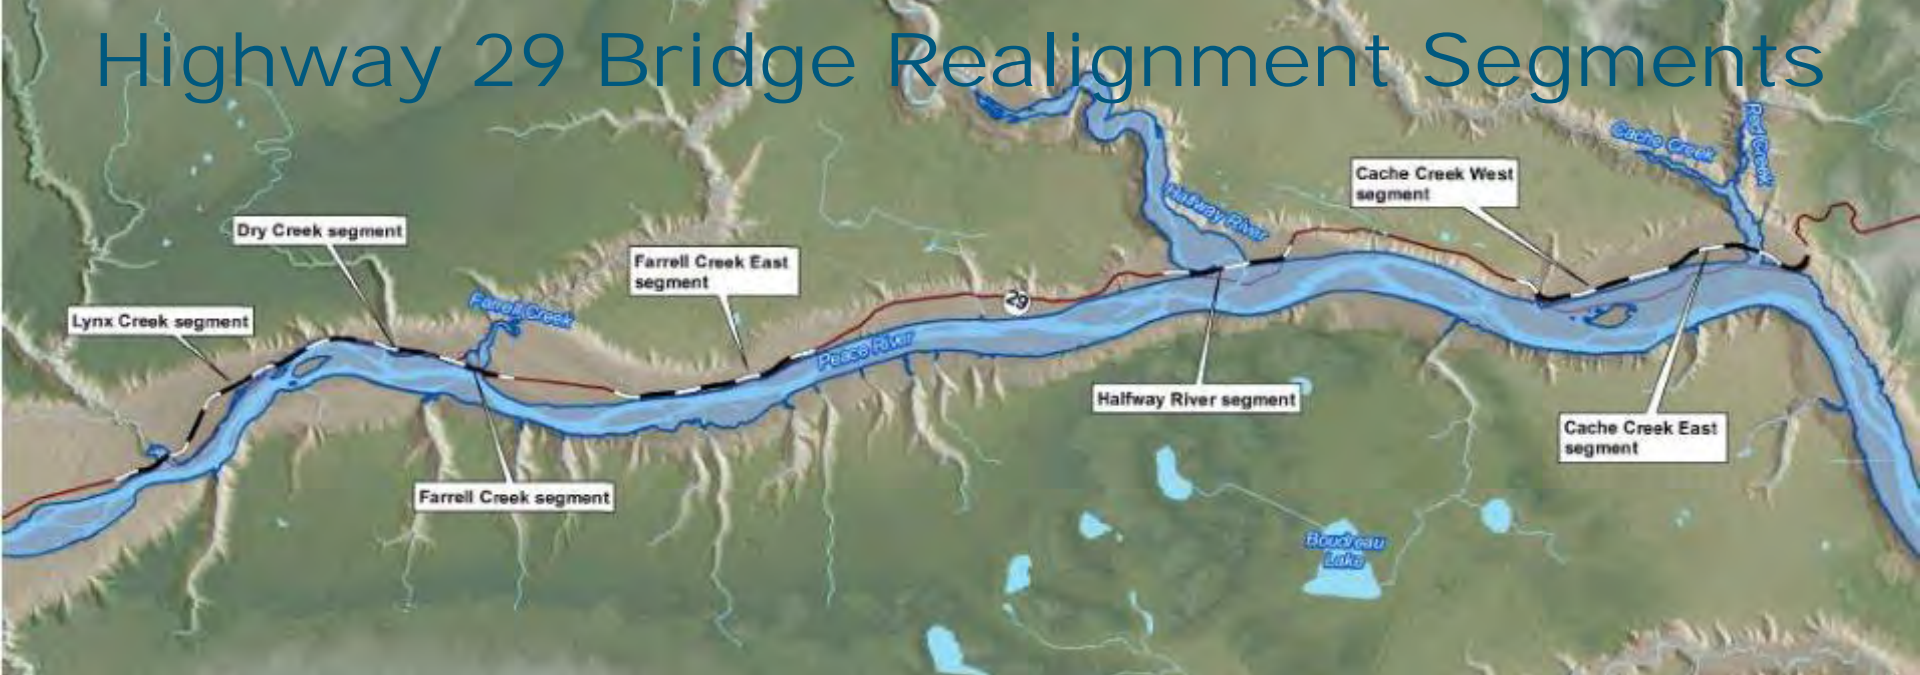 Highway 29 Bridge Realignment Segments
Cache Creek
Red Creek
Cache Creek West
segment
Halfway River
Dry Creek segment
Farrell Creek East
segment
Farrell Creek
29
Lynx Creek segment
Peace River
Halfway River segment
Cache Creek East
segment
Farrell Creek segment
Boudreau
Lake